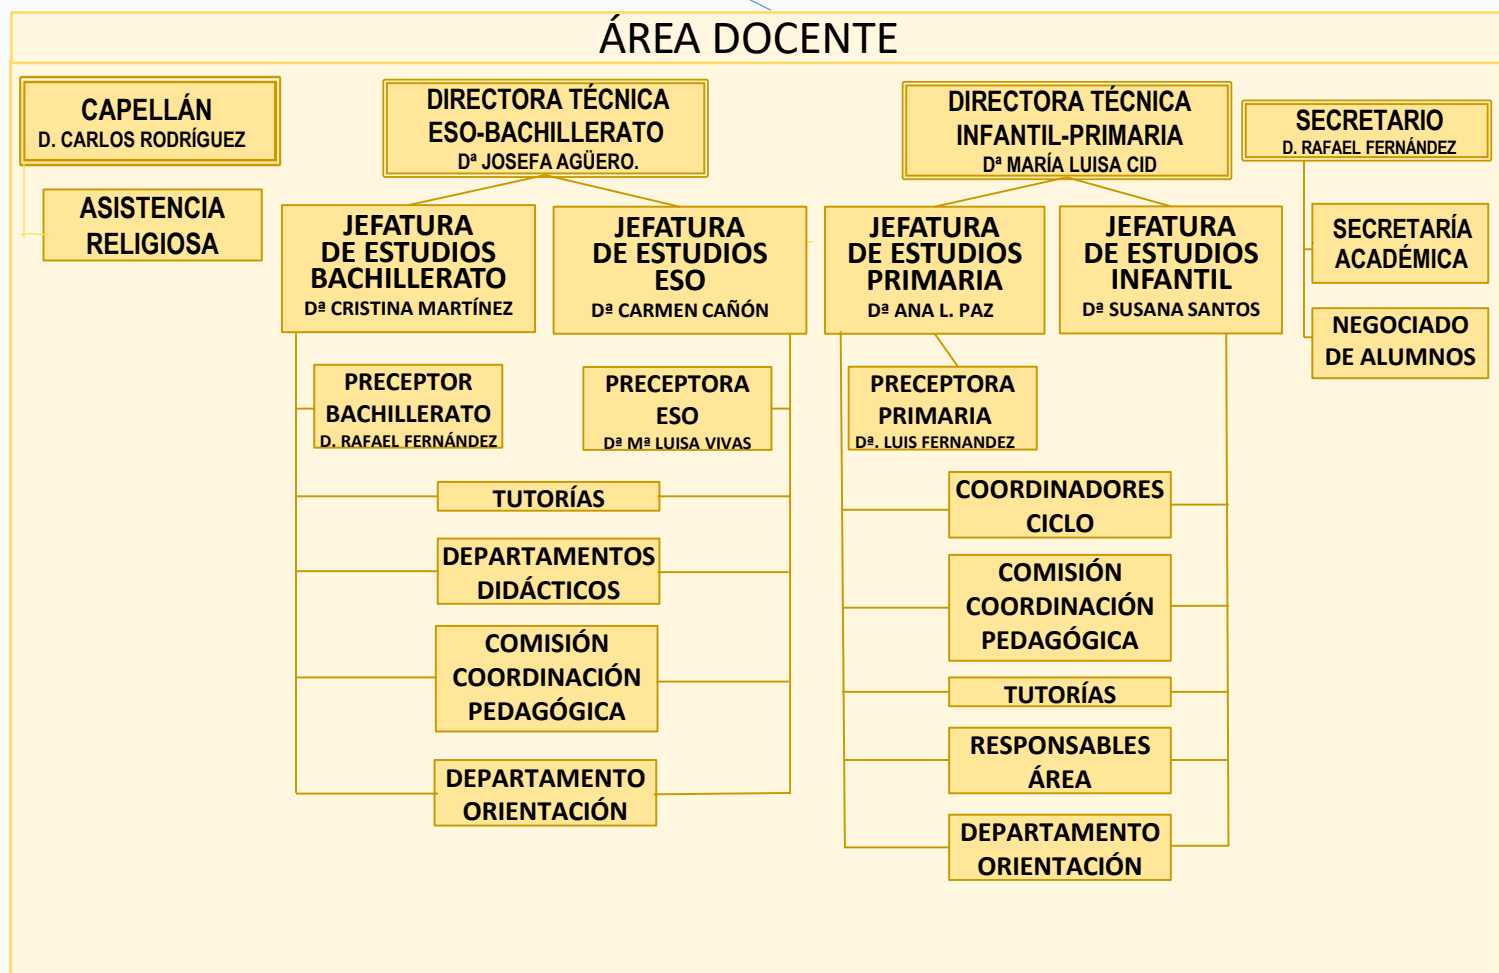 ÁREA DOCENTE
CAPELLÁN
D. CARLOS RODRÍGUEZ
ASISTENCIA
RELIGIOSA
DIRECTORA TÉCNICA
ESO-BACHILLERATO
Dª JOSEFA AGÜERO.
JEFATURA
DE ESTUDIOS
BACHILLERATO
Dª CRISTINA MARTÍNEZ
JEFATURA
DE ESTUDIOS
ESO
Dª CARMEN CAÑÓN
PRECEPTOR
BACHILLERATO
D. RAFAEL FERNÁNDEZ
PRECEPTORA
ESO
Dª Mª LUISA VIVAS
TUTORÍAS
DEPARTAMENTOS
DIDÁCTICOS
COMISIÓN
COORDINACIÓN
PEDAGÓGICA
DEPARTAMENTO
ORIENTACIÓN
DIRECTORA TÉCNICA
INFANTIL-PRIMARIA
Dª MARÍA LUISA CID
JEFATURA
DE ESTUDIOS
PRIMARIA
Dª ANA L. PAZ
JEFATURA
DE ESTUDIOS
INFANTIL
Dª SUSANA SANTOS
PRECEPTORA
PRIMARIA
Dª. LUIS FERNANDEZ
COORDINADORES
CICLO
COMISIÓN
COORDINACIÓN
PEDAGÓGICA
TUTORÍAS
RESPONSABLES
ÁREA
DEPARTAMENTO
ORIENTACIÓN
SECRETARIO
D. RAFAEL FERNÁNDEZ
SECRETARÍA
ACADÉMICA
NEGOCIADO
DE ALUMNOS